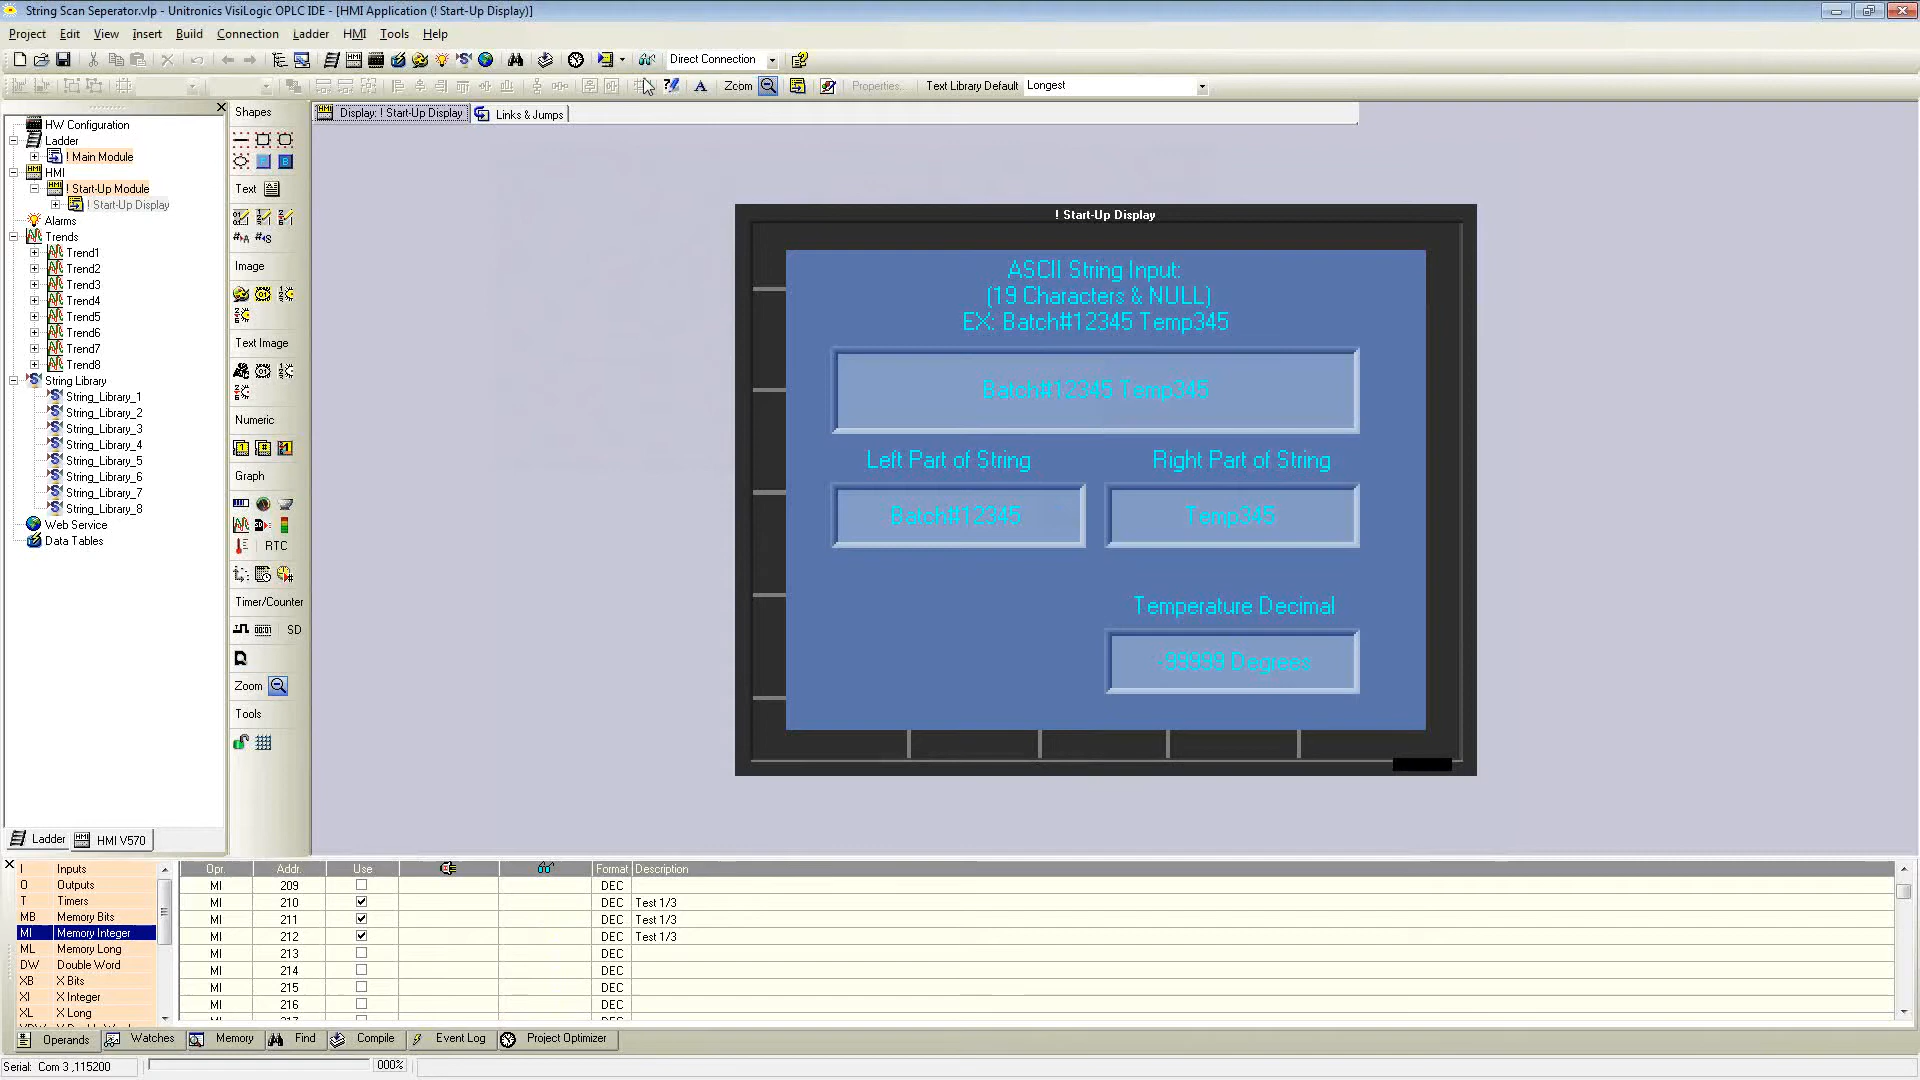 String Scan Seperator.vlp - Unitronics VisiLogic OPLC IDE - [HMI Application (! Start-Up Display)]
Project Edit View Insert Build Connection Ladder HMI Tools Help
Direct Connection
Zoom Properties... Text Library Default Longest
HW Configuration
Ladder
! Main Module
HMI
! Start-Up Module
! Start-Up Display
Alarms
Trends
Trend1
Trend2
Trend3
Trend4
Trend5
Trend6
Trend7
Trend8
String Library
String_Library_1
String_Library_2
String_Library_3
String_Library_4
String_Library_5
String_Library_6
String_Library_7
String_Library_8
Web Service
Data Tables
Ladder HMI V570
Shapes
Text
Image
Text Image
Numeric
Graph
RTC
Timer/Counter
SD
Zoom
Tools
Display: ! Start-Up Display Links & Jumps
! Start-Up Display
ASCII String Input:
(19 Characters & NULL)
EX: Batch#12345 Temp345
Batch#12345 Temp345
Left Part of String Right Part of String
Batch#12345 Temp345
Temperature Decimal
-99999 Degrees
I Inputs
O Outputs
T Timers
MB Memory Bits
MI Memory Integer
ML Memory Long
DW Double Word
XB X Bits
XI X Integer
XL X Long
Opr. Addr. Use Format Description
MI 209 DEC
MI 210 DEC Test 1/3
MI 211 DEC Test 1/3
MI 212 DEC Test 1/3
MI 213 DEC
MI 214 DEC
MI 215 DEC
MI 216 DEC
Operands Watches Memory Find Compile Event Log Project Optimizer
Serial: Com 3 ,115200 000%